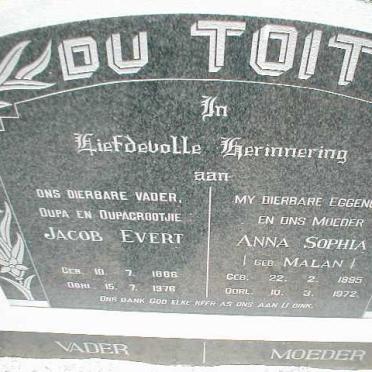 DU TOIT
In
Liefdevolle Herinnering
aan
ONS DIERBARE VADER,
OUPA EN OUPAGROOTJIE
JACOB EVERT
GEB. 10. 7. 1886
OORL. 15. 7. 1976
MY DIERBARE EGGENO
EN ONS MOEDER
ANNA SOPHIA
( GEB. MALAN )
GEB. 22. 2. 1895
OORL. 10. 3. 1972
ONS DANK GOD ELKE KEER AS ONS AAN U DINK.
VADER
MOEDER